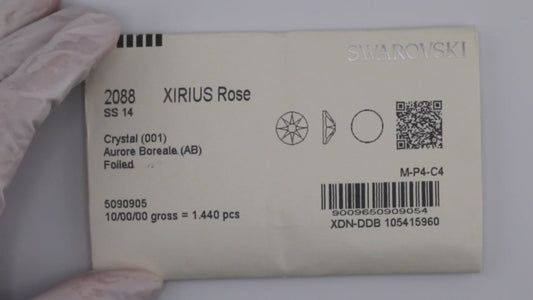 SWAROVSKI
2088 XIRIUS Rose
SS 14
Crystal (001)
Aurore Boreale (AB)
Foiled
M-P4-C4
5090905
10/00/00 gross = 1.440 pcs
9009650909054
XDN-DDB 105415960